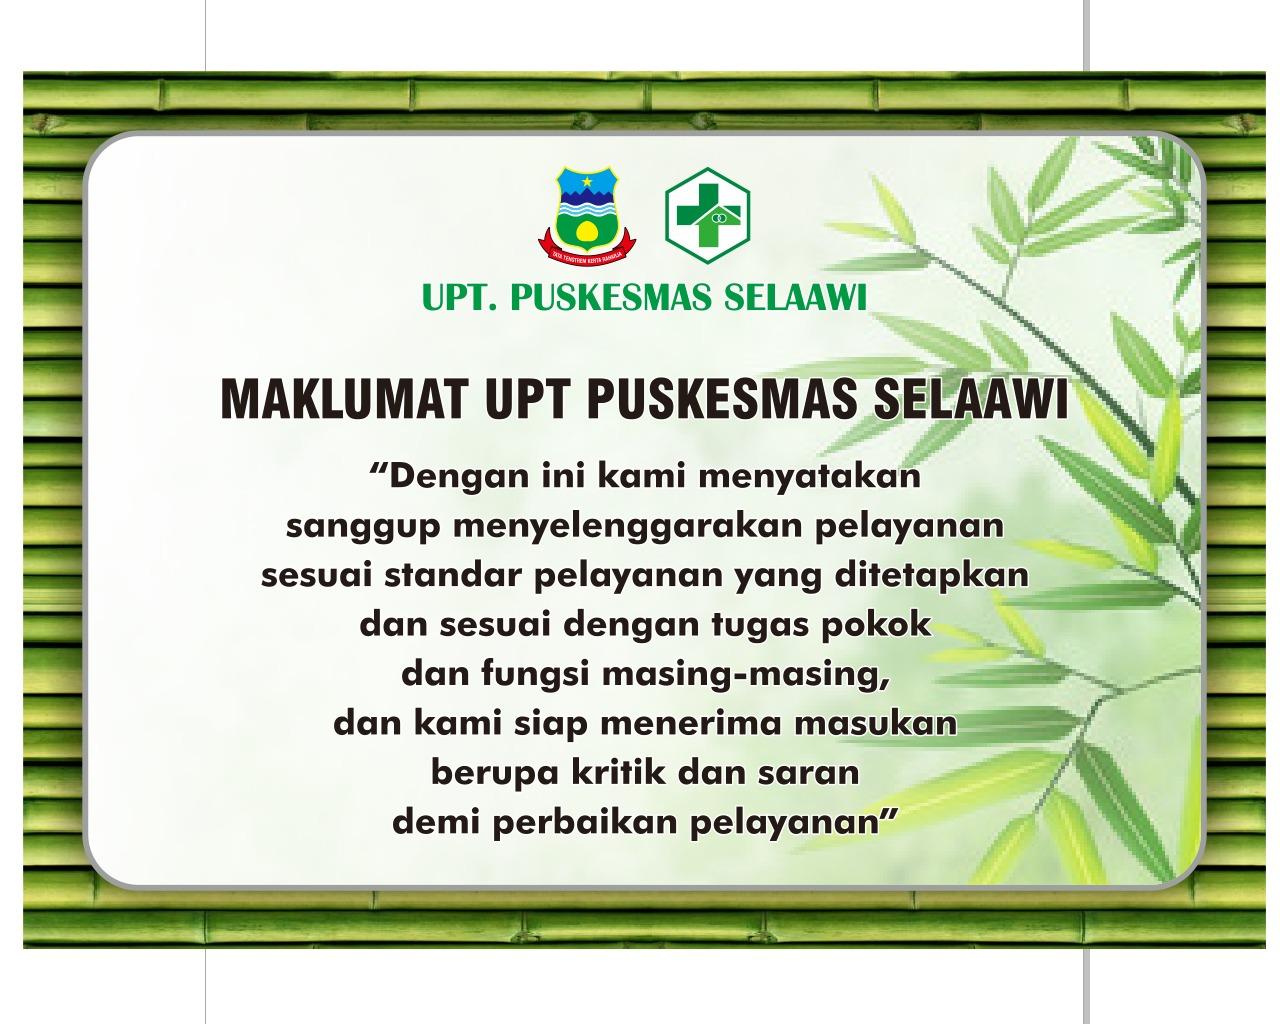 TATA TENGTREM KERTA RAHARJA
UPT. PUSKESMAS SELAAWI
MAKLUMAT UPT PUSKESMAS SELAAWI
“Dengan ini kami menyatakan
sanggup menyelenggarakan pelayanan
sesuai standar pelayanan yang ditetapkan
dan sesuai dengan tugas pokok
dan fungsi masing-masing,
dan kami siap menerima masukan
berupa kritik dan saran
demi perbaikan pelayanan”